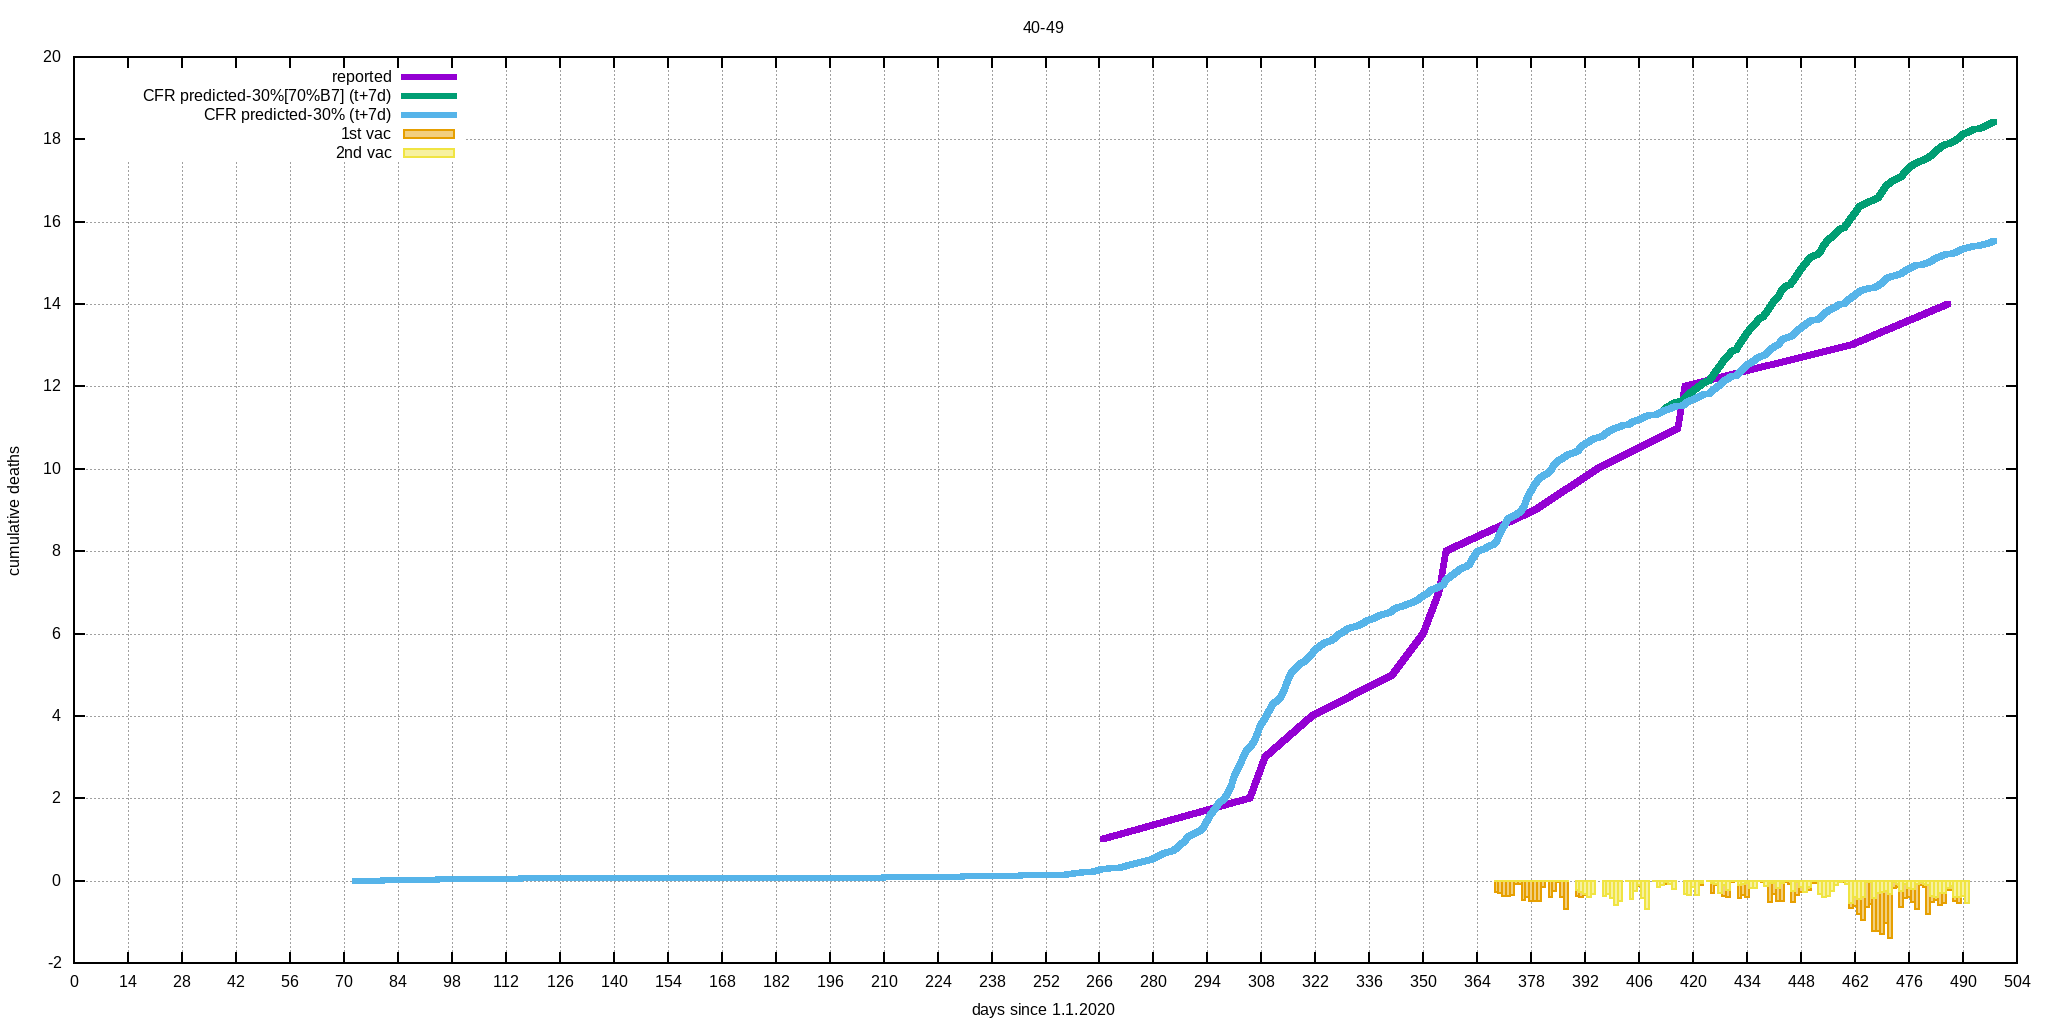 40-49
reported
CFR predicted-30%[70%B7] (t+7d)
CFR predicted-30% (t+7d)
1st vac
2nd vac
20
18
16
14
12
10
8
6
4
2
0
-2
cumulative deaths
0 14 28 42 56 70 84 98 112 126 140 154 168 182 196 210 224 238 252 266 280 294 308 322 336 350 364 378 392 406 420 434 448 462 476 490 504
days since 1.1.2020